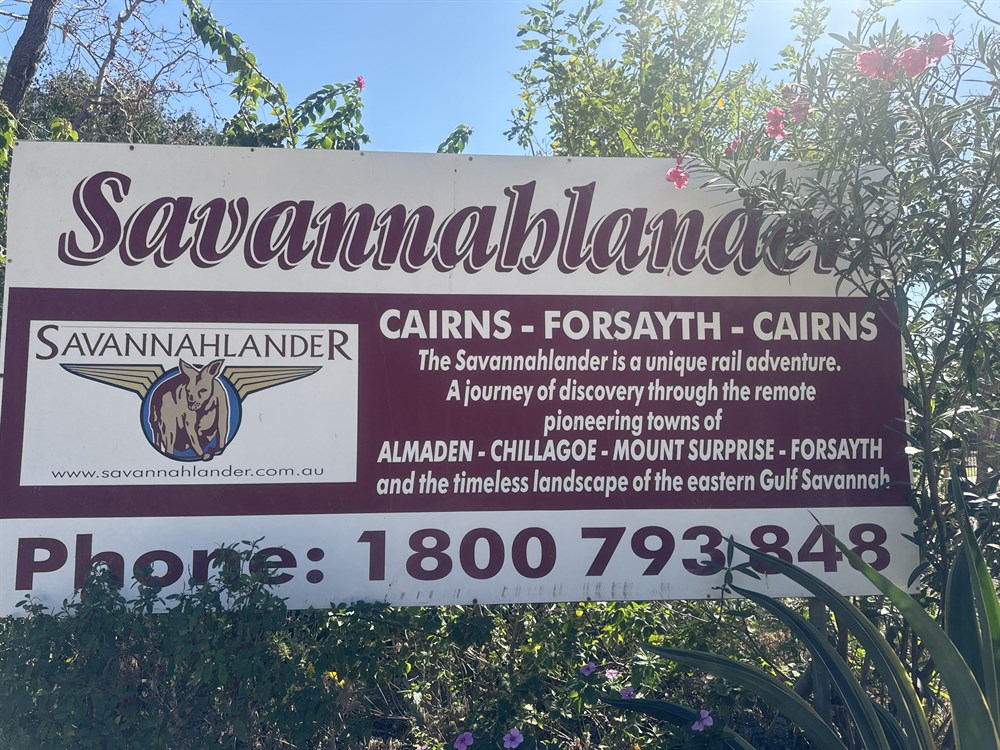 Savannahlander
SAVANNAHLANDER
www.savannahlander.com.au
CAIRNS - FORSAYTH - CAIRNS
The Savannahlander is a unique rail adventure.
A journey of discovery through the remote
pioneering towns of
ALMADEN - CHILLAGOE - MOUNT SURPRISE - FORSAYTH
and the timeless landscape of the eastern Gulf Savannah
Phone: 1800 793 848